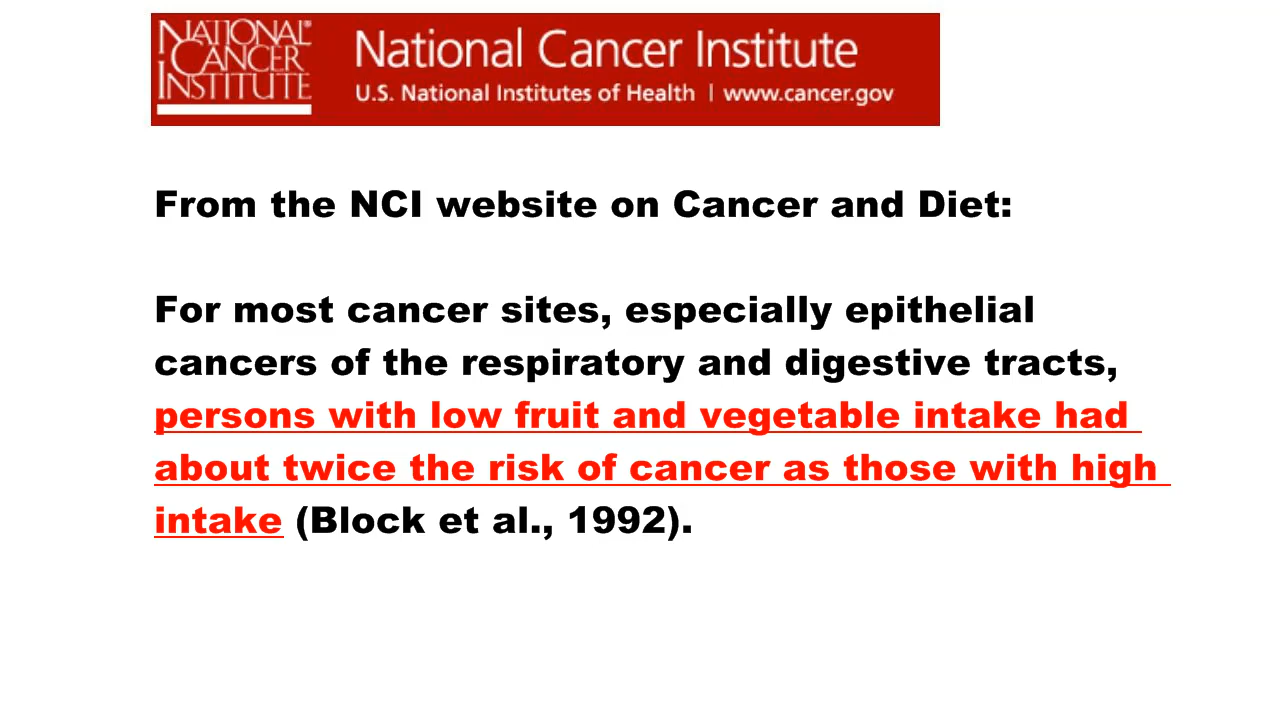 NATIONAL®
CANCER
INSTITUTE
National Cancer Institute
U.S. National Institutes of Health | www.cancer.gov
From the NCI website on Cancer and Diet:
For most cancer sites, especially epithelial
cancers of the respiratory and digestive tracts,
persons with low fruit and vegetable intake had
about twice the risk of cancer as those with high
intake (Block et al., 1992).